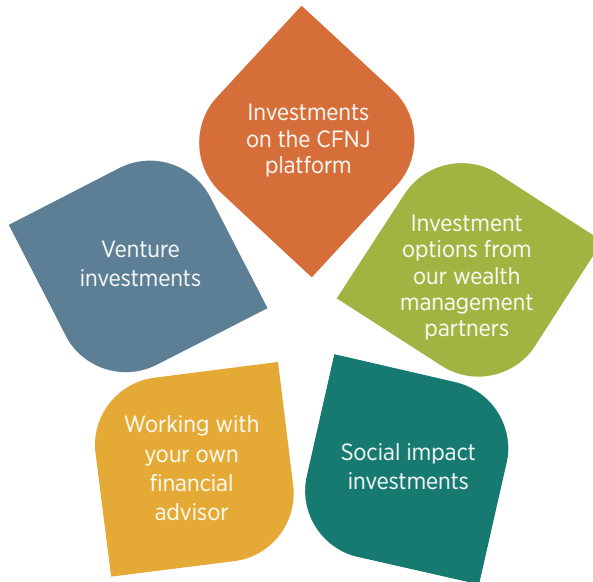 Investments
on the CFNJ
platform
Investment
options from
our wealth
management
partners
Social impact
investments
Working with
your own
financial
advisor
Venture
investments